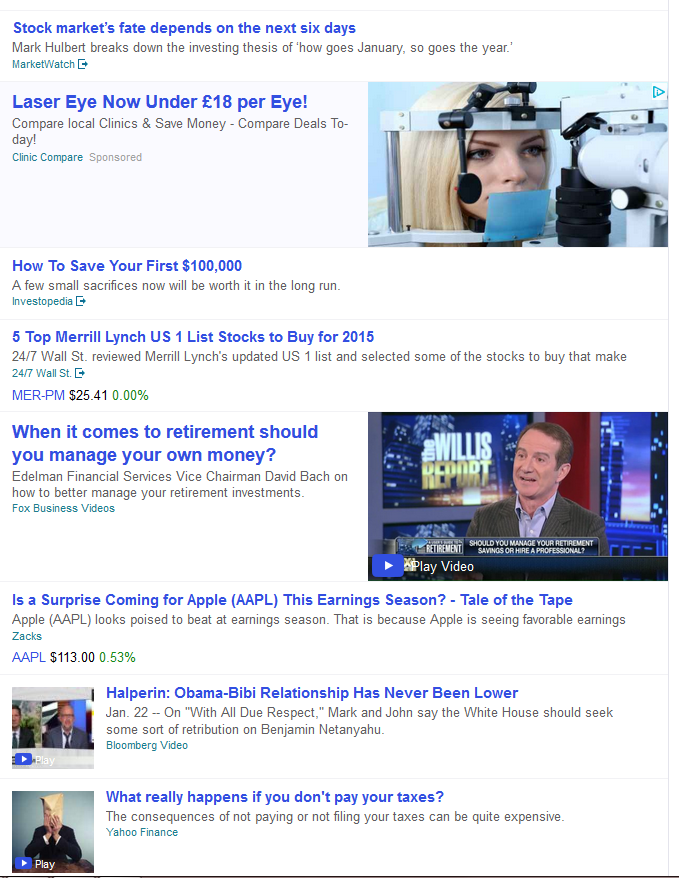 Stock market's fate depends on the next six days
Mark Hulbert breaks down the investing thesis of 'how goes January, so goes the year.'
MarketWatch
Laser Eye Now Under £18 per Eye!
Compare local Clinics & Save Money - Compare Deals To-
day!
Clinic Compare Sponsored
How To Save Your First $100,000
A few small sacrifices now will be worth it in the long run.
Investopedia
5 Top Merrill Lynch US 1 List Stocks to Buy for 2015
24/7 Wall St. reviewed Merrill Lynch's updated US 1 list and selected some of the stocks to buy that make
24/7 Wall St.
MER-PM $25.41 0.00%
When it comes to retirement should
you manage your own money?
Edelman Financial Services Vice Chairman David Bach on
how to better manage your retirement investments.
Fox Business Videos
the WILLIS
REPORT
RETIREMENT
SHOULD YOU MANAGE YOUR RETIREMENT
SAVINGS OR HIRE A PROFESSIONAL?
Play Video
Is a Surprise Coming for Apple (AAPL) This Earnings Season? - Tale of the Tape
Apple (AAPL) looks poised to beat at earnings season. That is because Apple is seeing favorable earnings
Zacks
AAPL $113.00 0.53%
Halperin: Obama-Bibi Relationship Has Never Been Lower
Jan. 22 -- On "With All Due Respect," Mark and John say the White House should seek
some sort of retribution on Benjamin Netanyahu.
Bloomberg Video
Play
What really happens if you don't pay your taxes?
The consequences of not paying or not filing your taxes can be quite expensive.
Yahoo Finance
Play